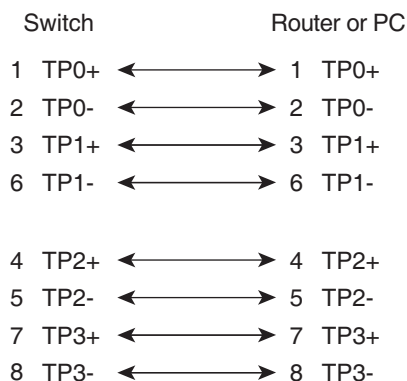 Switch Router or PC
1 TP0+ 1 TP0+
2 TP0- 2 TP0-
3 TP1+ 3 TP1+
6 TP1- 6 TP1-
4 TP2+ 4 TP2+
5 TP2- 5 TP2-
7 TP3+ 7 TP3+
8 TP3- 8 TP3-